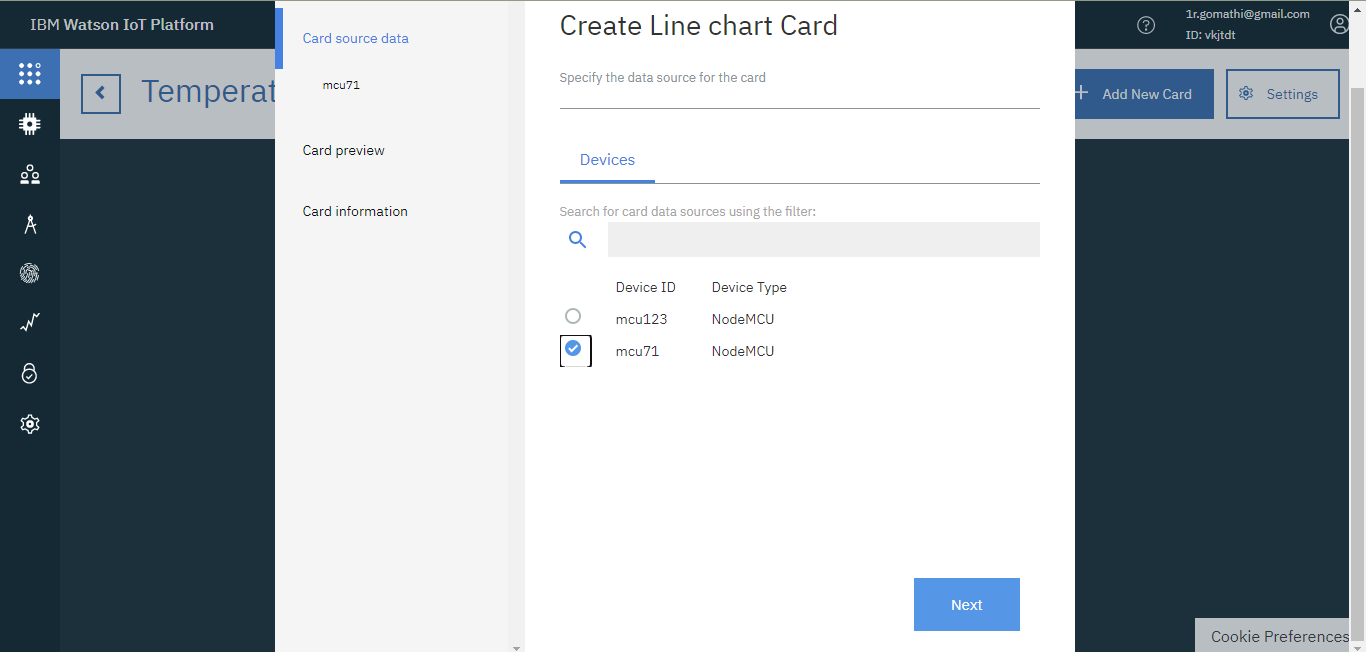 IBM Watson IoT Platform
1r.gomathi@gmail.com
ID: vkjtdt
Temperat
Add New Card
Settings
Card source data
mcu71
Card preview
Card information
Create Line chart Card
Specify the data source for the card
Devices
Search for card data sources using the filter:
Device ID Device Type
mcu123 NodeMCU
mcu71 NodeMCU
Next
Cookie Preferences